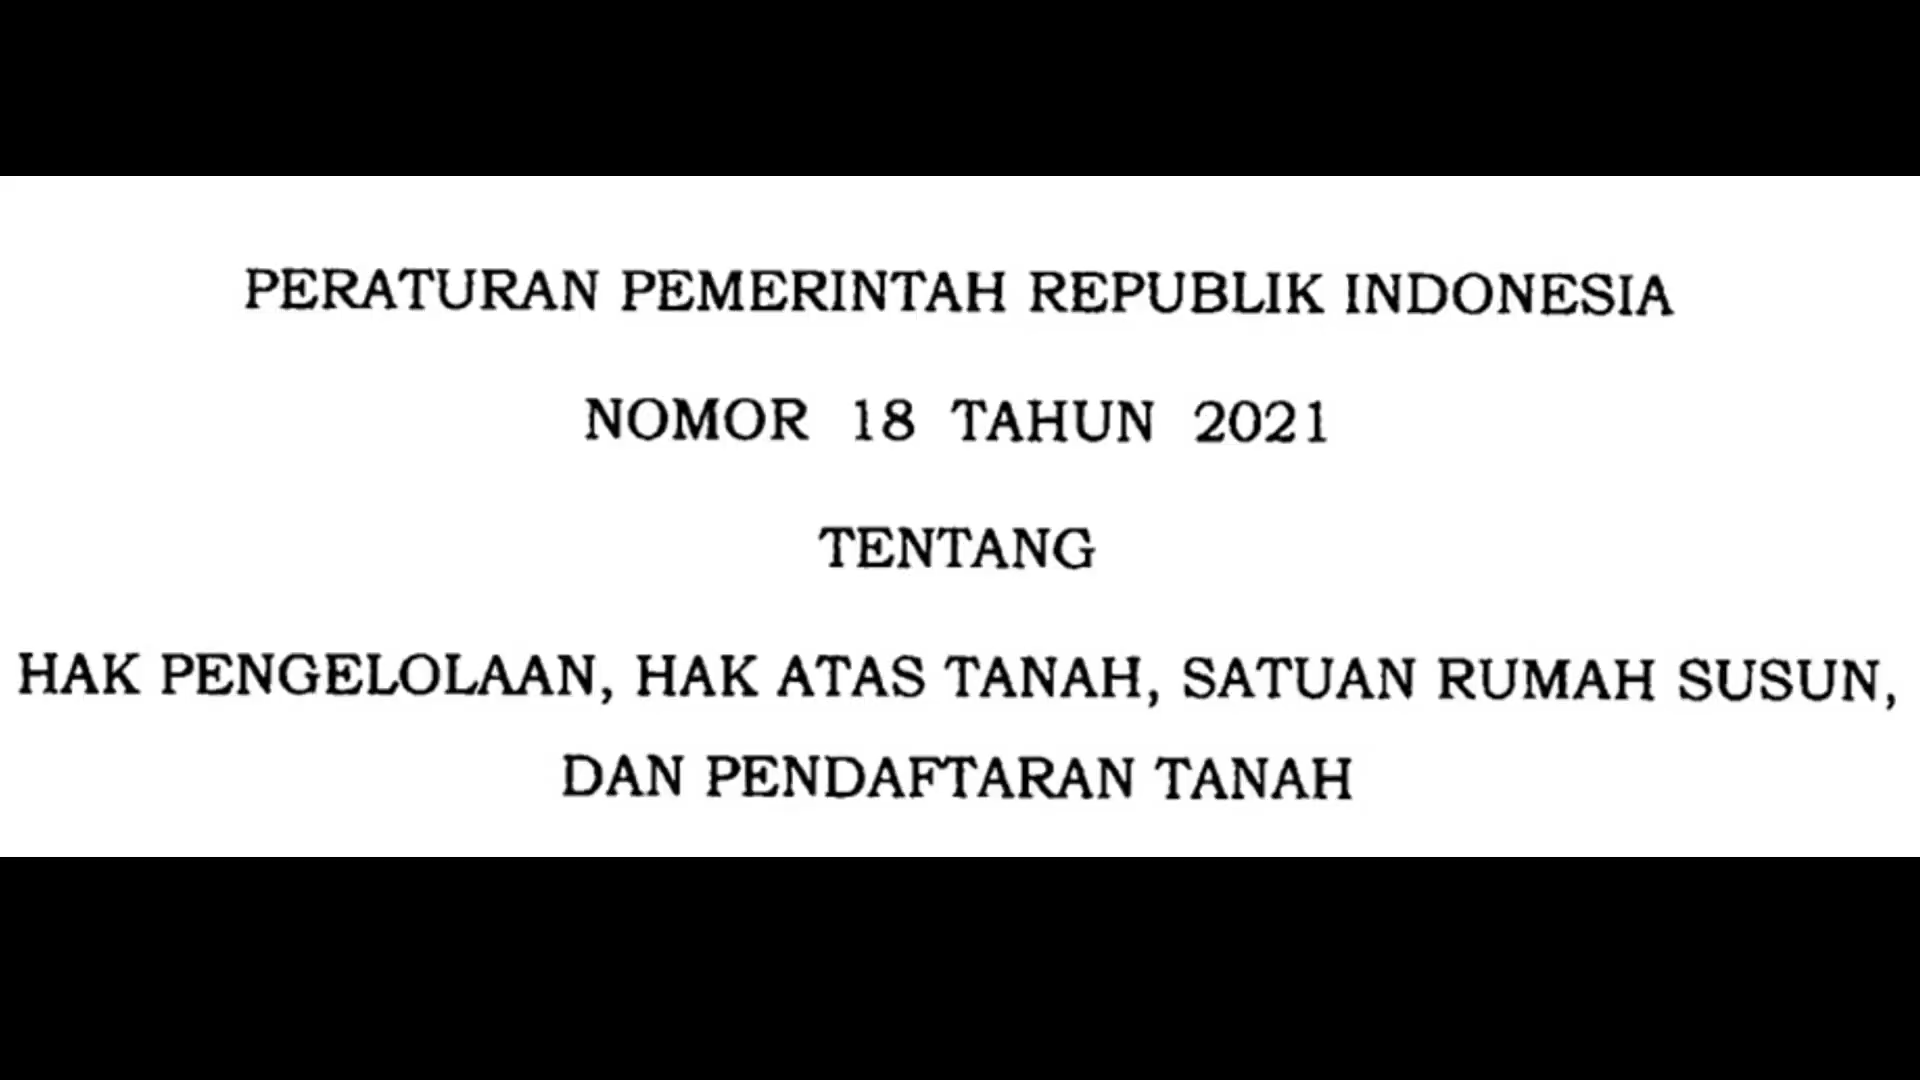 PERATURAN PEMERINTAH REPUBLIK INDONESIA
NOMOR 18 TAHUN 2021
TENTANG
HAK PENGELOLAAN, HAK ATAS TANAH, SATUAN RUMAH SUSUN,
DAN PENDAFTARAN TANAH